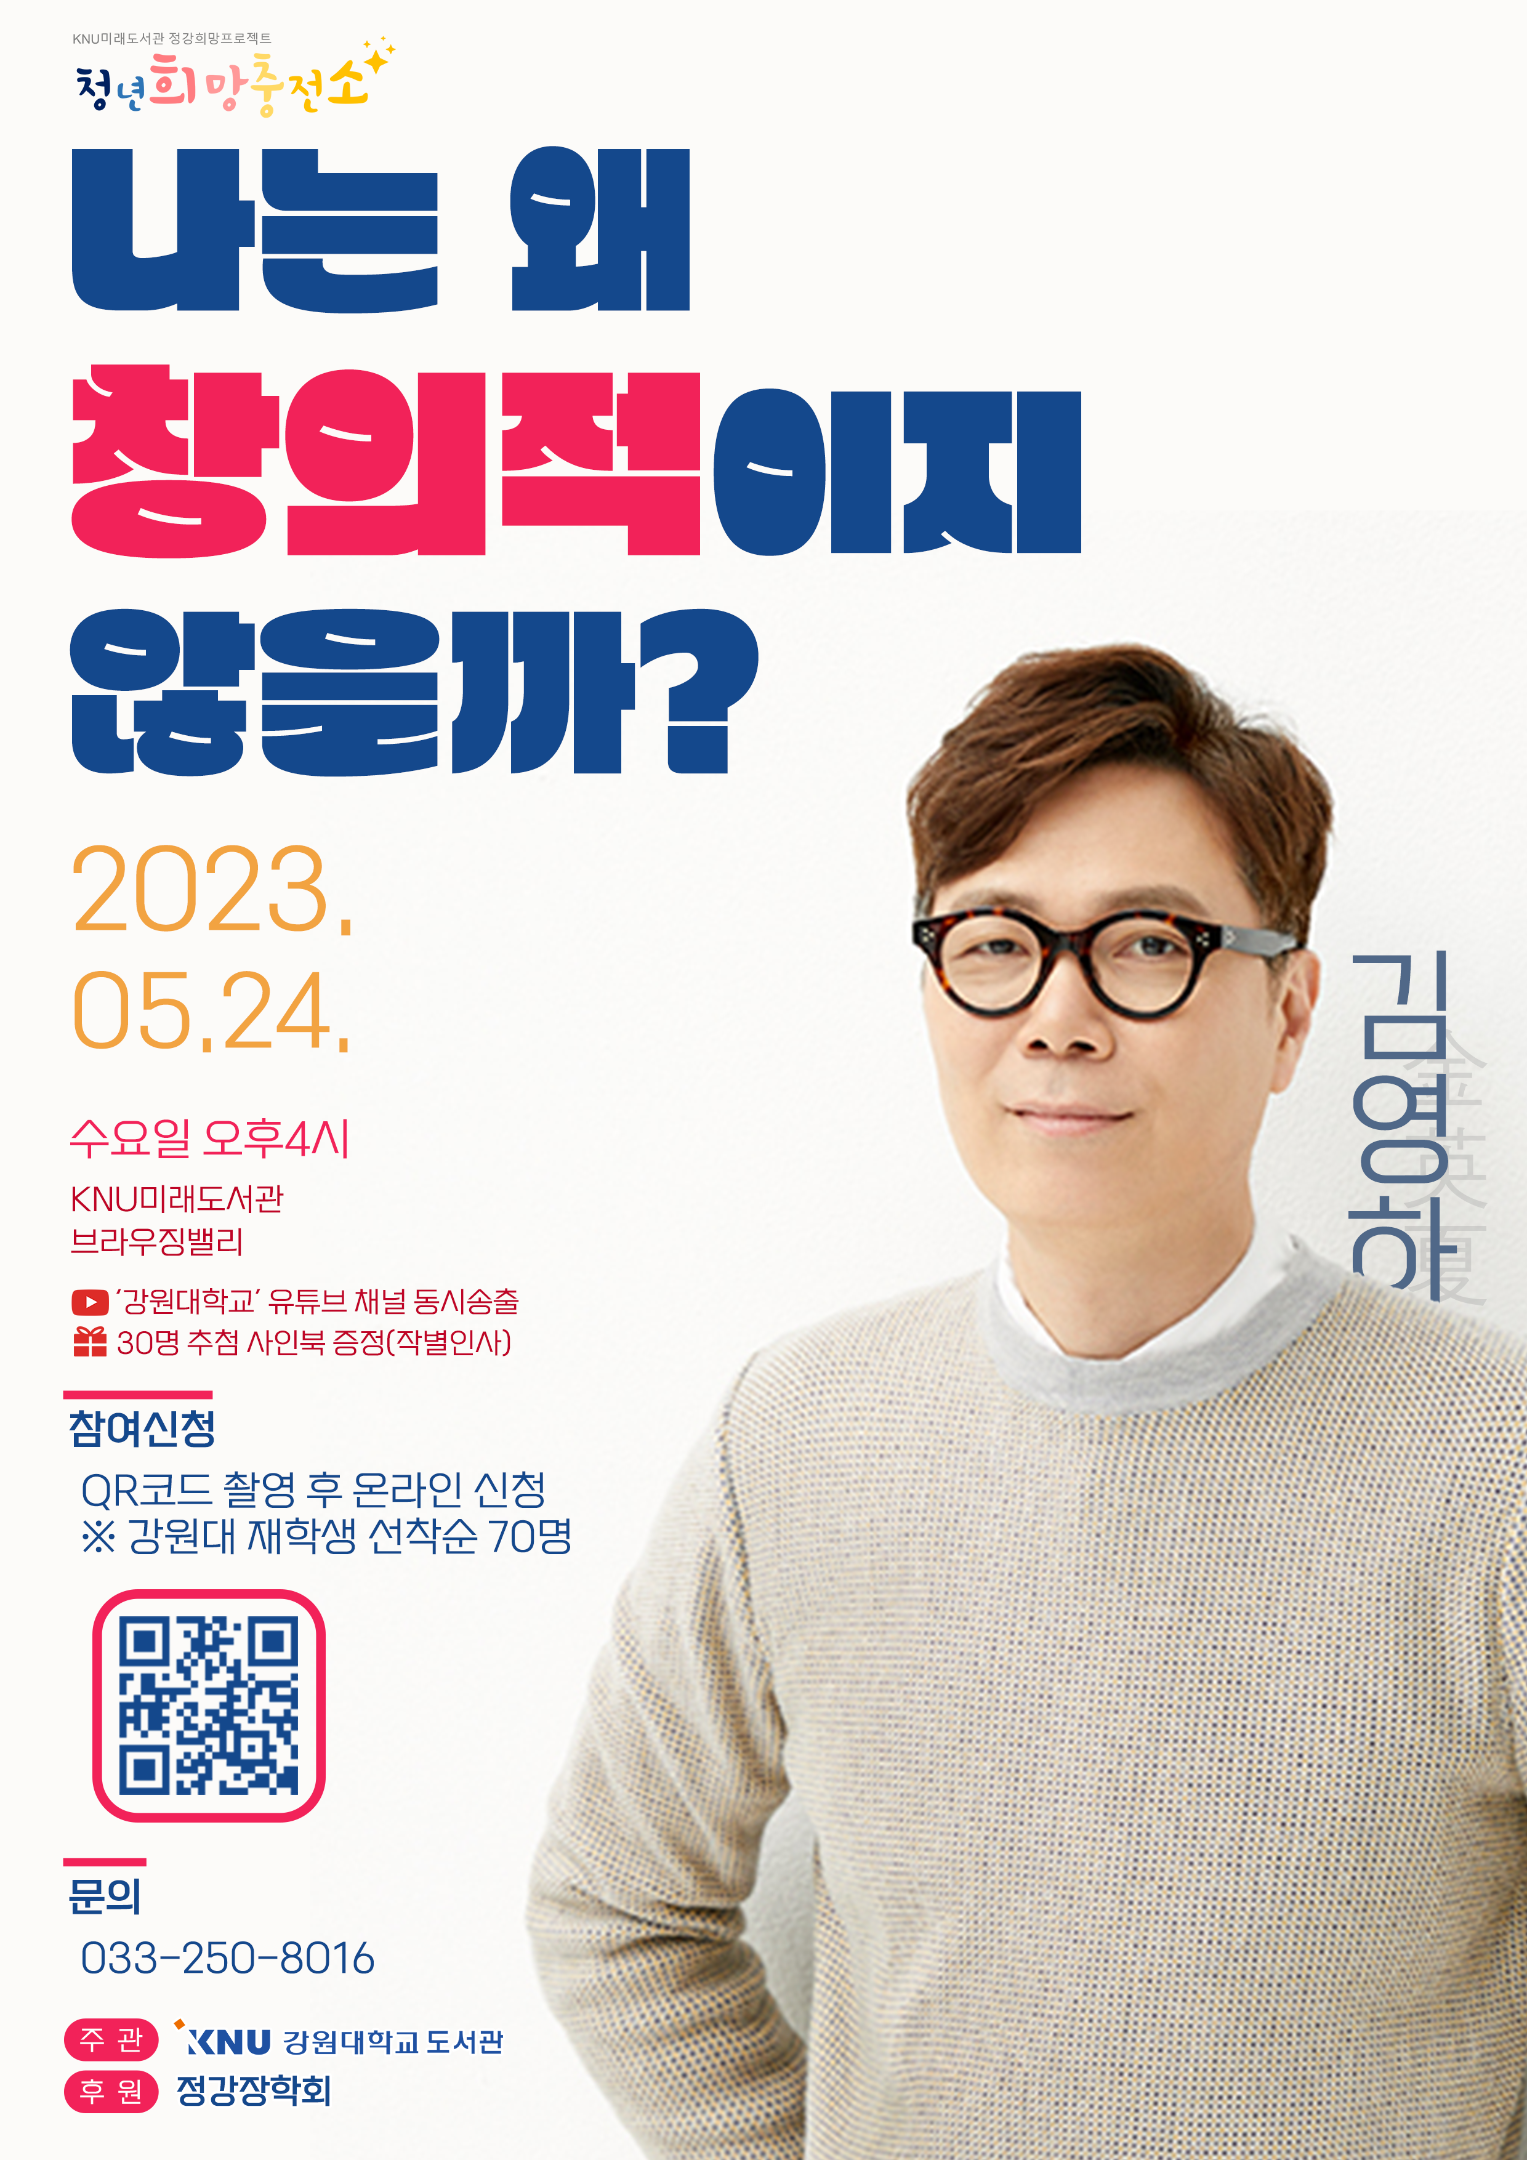 KNU미래도서관 정강희망프로젝트
청년희망충전소
나는 왜
창의적이지
않을까?
2023.
05.24.
수요일 오후4시
KNU미래도서관
브라우징밸리
'강원대학교' 유튜브 채널 동시송출
30명 추첨 사인북 증정(작별인사)
김영하
金英夏
참여신청
QR코드 촬영 후 온라인 신청
※ 강원대 재학생 선착순 70명
문의
033-250-8016
주 관 KNU 강원대학교 도서관
후 원 정강장학회